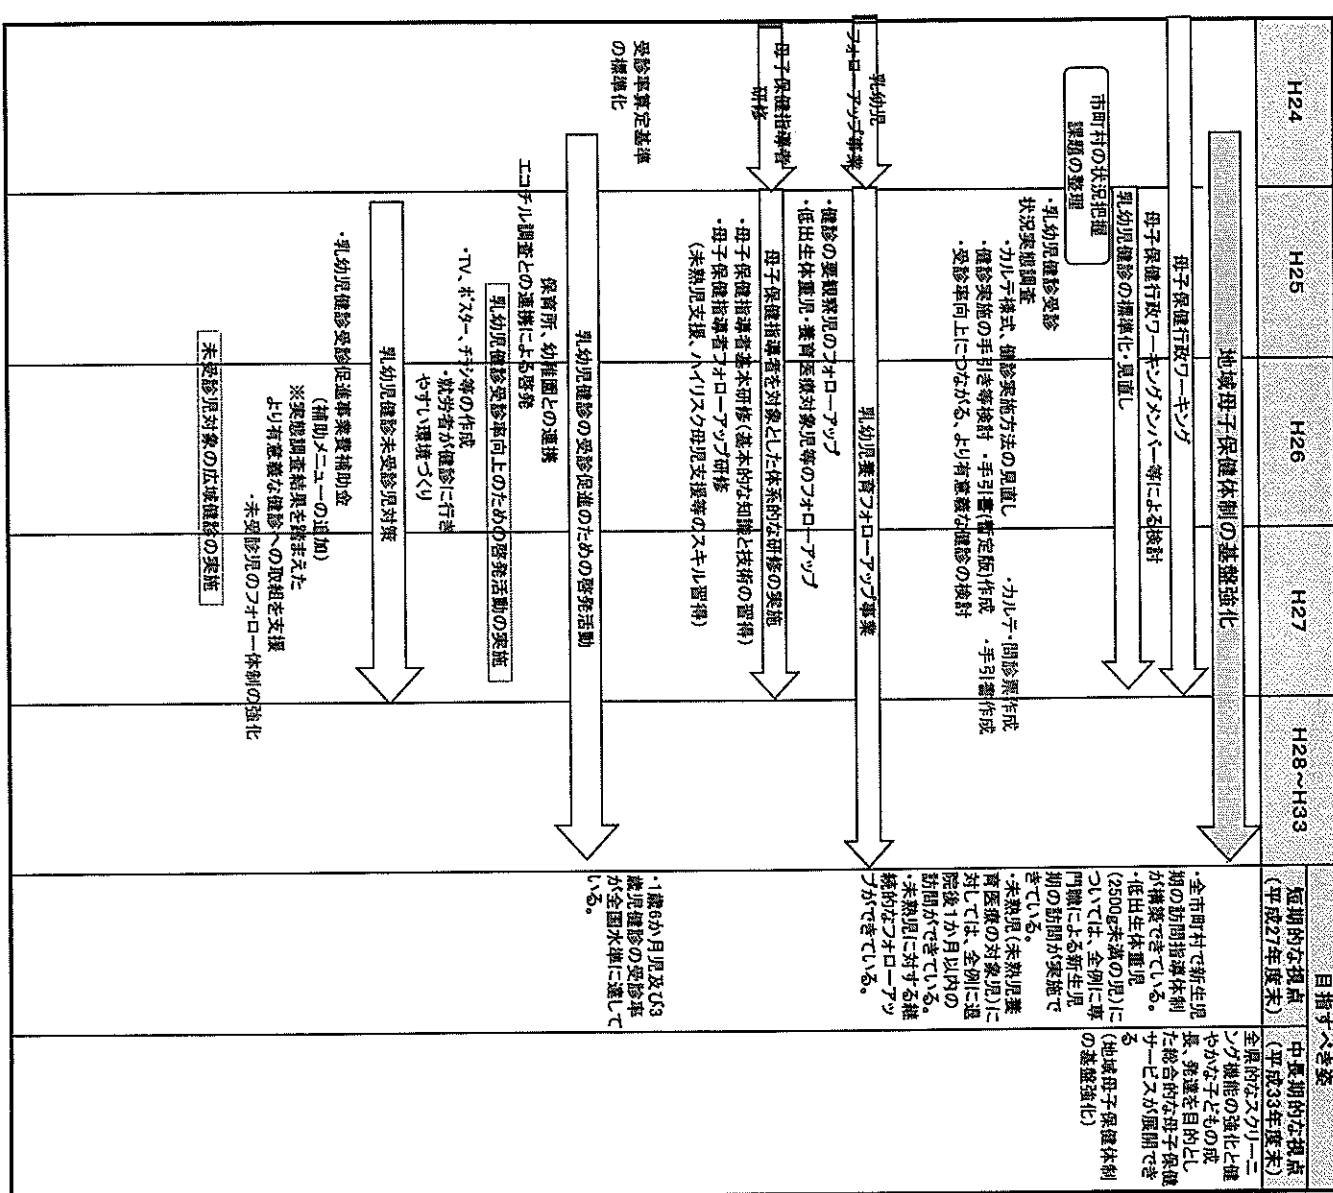 H24
H25
H26
H27
H28～H33
目指すべき姿
短期的な視点
(平成27年度末)
中長期的な視点
(平成33年度末)
地域母子保健体制の基盤強化
母子保健行政ワーキング
母子保健行政ワーキングメンバー等による検討
乳幼児健診の標準化・見直し
市町村の状況把握
課題の整理
・乳幼児健診受診
状況実態調査
・カルテ様式、健診実施方法の見直し
・カルテ・問診票作成
・健診実施の手引き等検討
・手引書(暫定版)作成
・手引書作成
・受診率向上につながる、より有意義な健診の検討
乳幼児
フォローアップ事業
乳幼児養育フォローアップ事業
・健診の要観察児のフォローアップ
・低出生体重児・養育医療対象児等のフォローアップ
母子保健指導者
研修
母子保健指導者を対象とした体系的な研修の実施
・母子保健指導者基本研修(基本的な知識と技術の習得)
・母子保健指導者フォローアップ研修
(未熟児支援、ハイリスク母児支援等のスキル習得)
受診率算定基準
の標準化
乳幼児健診の受診促進のための啓発活動
保育所、幼稚園との連携
エコチル調査との連携による啓発
乳幼児健診受診率向上のための啓発活動の実施
・TV、ポスター、チラシ等の作成
・就労者が健診に行き
やすい環境づくり
乳幼児健診未受診児対策
・乳幼児健診受診促進事業費補助金
(補助メニューの追加)
※実態調査結果を踏まえた
より有意義な健診への取組を支援
・未受診児のフォロー体制の強化
未受診児対象の広域健診の実施
・全市町村で新生児
期の訪問指導体制
が構築できている。
・低出生体重児
(2500g未満の児)に
ついては、全例に専
門職による新生児
期の訪問が実施で
きている。
・未熟児(未熟児養
育医療の対象児)に
対しては、全例に退
院後1か月以内の
訪問ができている。
・未熟児に対する継
続的なフォローアッ
プができている。
・1歳6か月児及び3
歳児健診の受診率
が全国水準に達して
いる。
全県的なスクリーニ
ング機能の強化と健
やかな子どもの成
長、発達を目的とし
た総合的な母子保健
サービスが展開でき
る
(地域母子保健体制
の基盤強化)